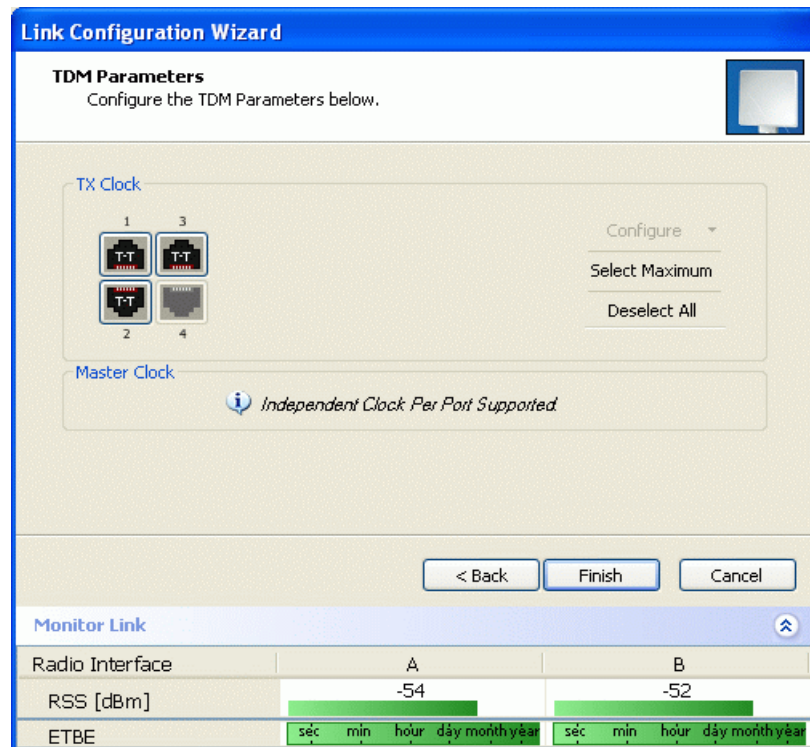 Link Configuration Wizard
TDM Parameters
Configure the TDM Parameters below.
TX Clock
1 3
T-T T-T
T-T
2 4
Configure
Select Maximum
Deselect All
Master Clock
Independent Clock Per Port Supported.
< Back Finish Cancel
Monitor Link
Radio Interface A B
RSS [dBm] -54 -52
ETBE sec min hour day month year sec min hour day month year